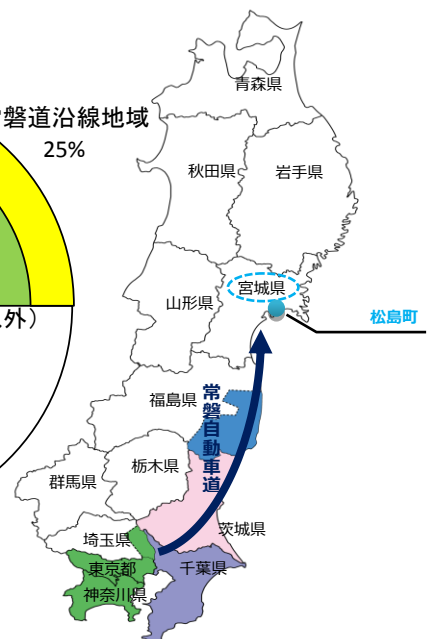 青森県
磐道沿線地域
25%
秋田県
岩手県
宮城県
山形県
松島町
外）
福島県
常磐自動車道
栃木県
群馬県
茨城県
埼玉県
東京都
千葉県
神奈川県